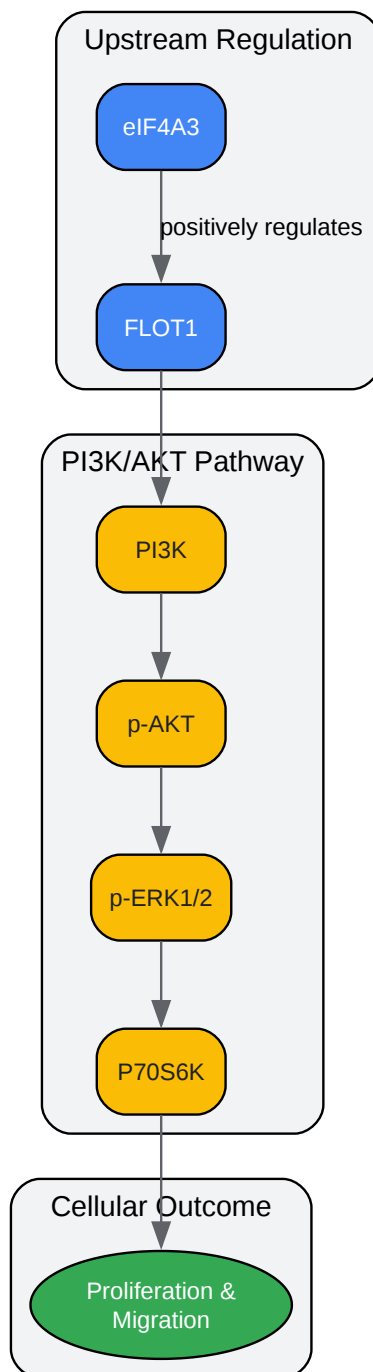 Upstream Regulation
eIF4A3
positively regulates
FLOT1
PI3K/AKT Pathway
PI3K
p-AKT
p-ERK1/2
P70S6K
Cellular Outcome
Proliferation &
Migration